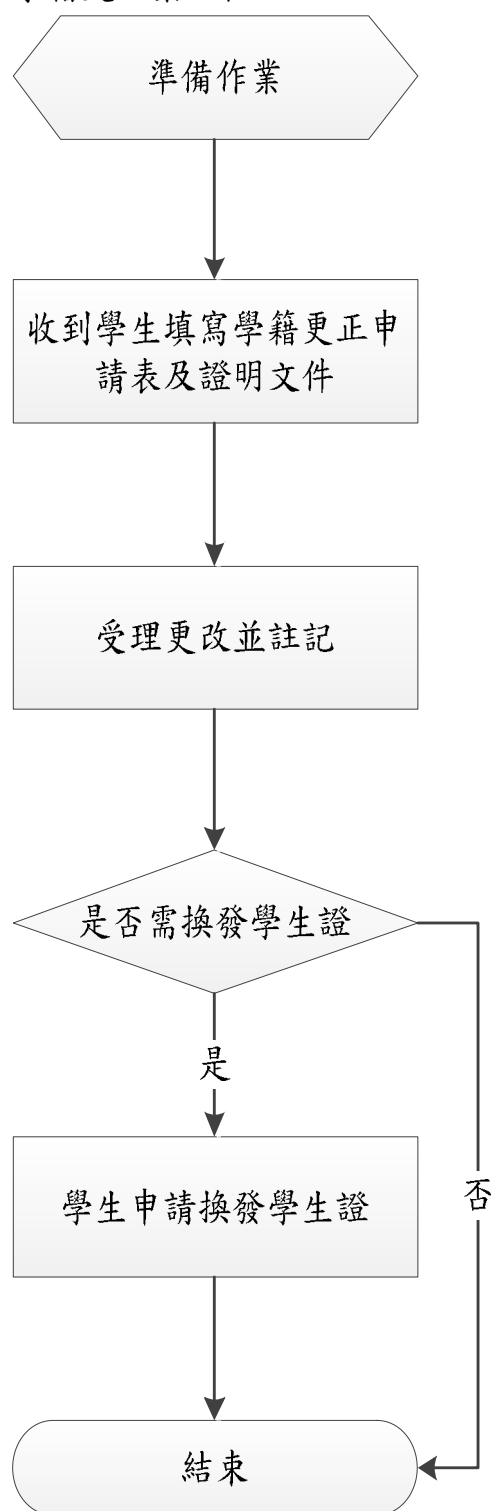 準備作業
收到學生填寫學籍更正申
請表及證明文件
受理更改並註記
是否需換發學生證
是
學生申請換發學生證
否
結束